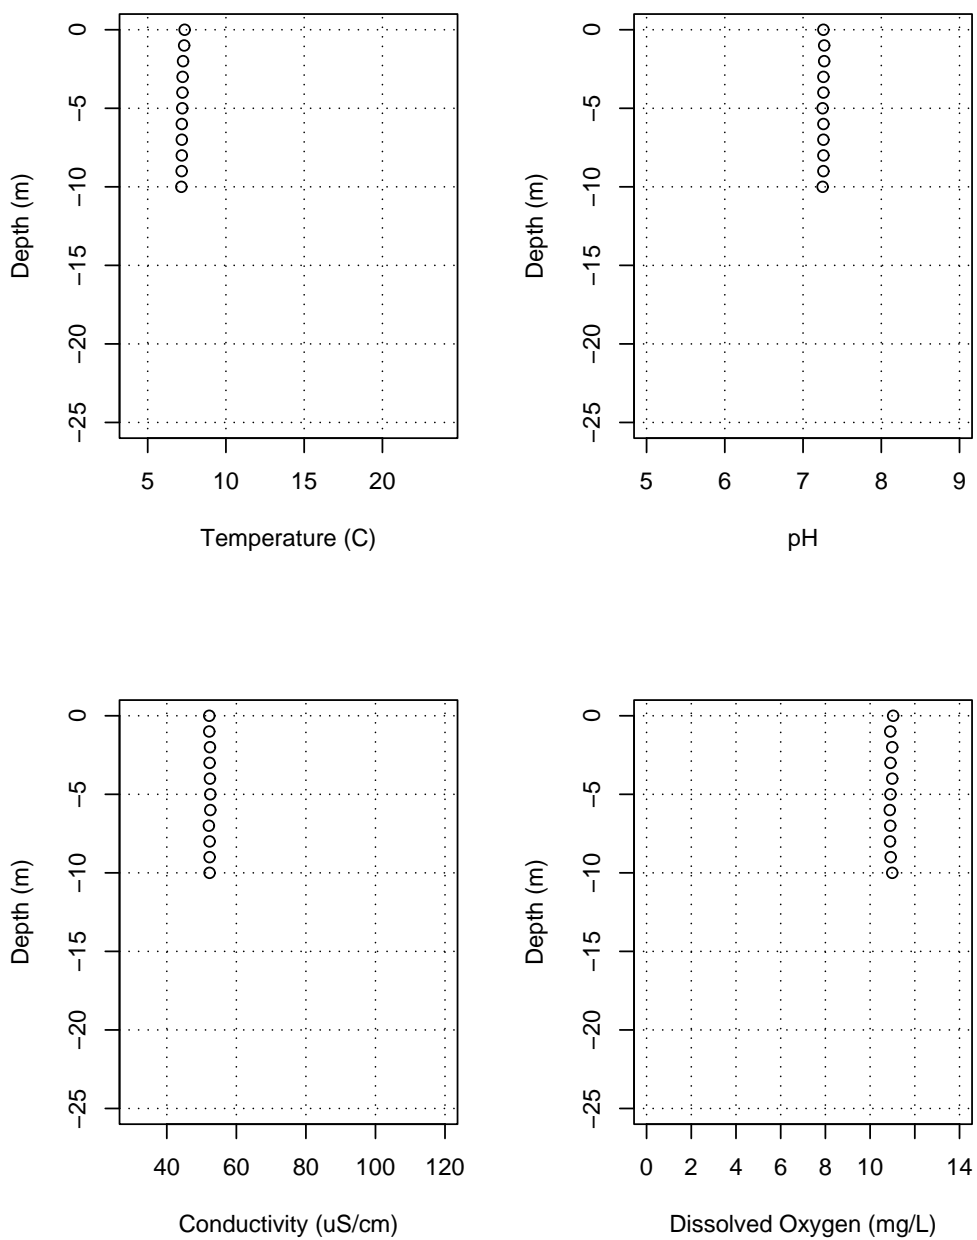 0
−5
−10
−15
−20
−25
Depth (m)
5 10 15 20
Temperature (C)
0
−5
−10
−15
−20
−25
Depth (m)
5 6 7 8 9
pH
0
−5
−10
−15
−20
−25
Depth (m)
40 60 80 100 120
Conductivity (uS/cm)
0
−5
−10
−15
−20
−25
Depth (m)
0 2 4 6 8 10 14
Dissolved Oxygen (mg/L)